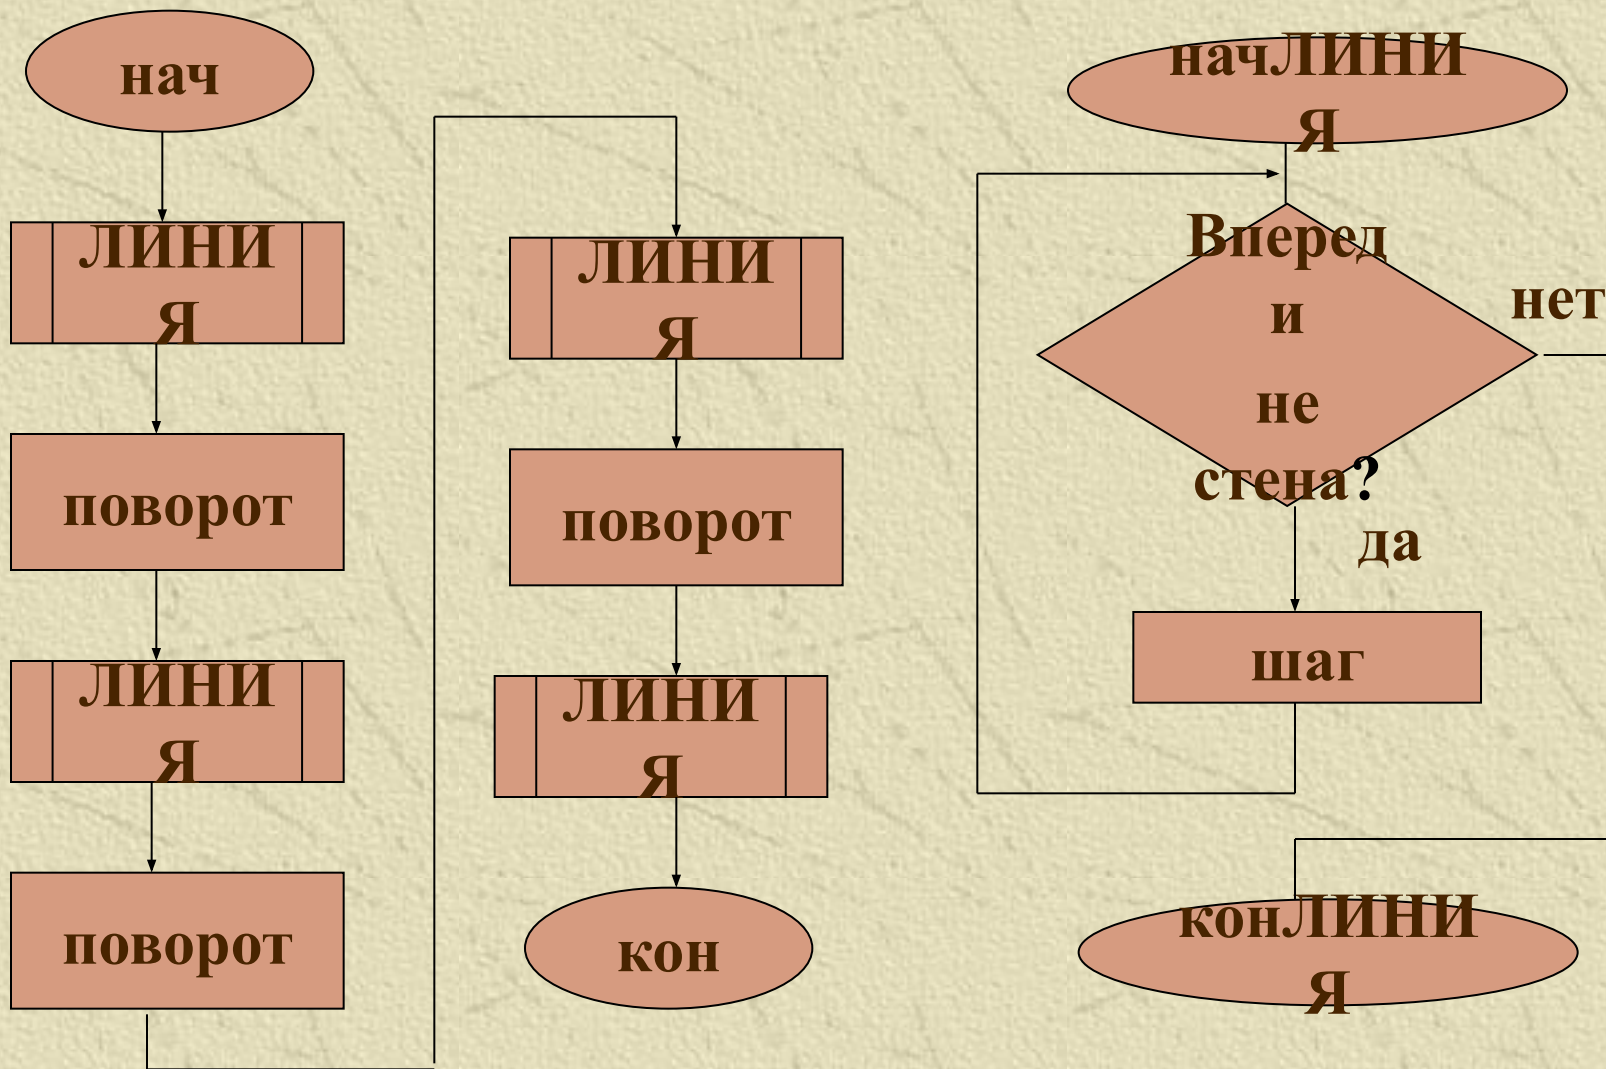 нач
ЛИНИ
Я
поворот
ЛИНИ
Я
поворот
ЛИНИ
Я
поворот
ЛИНИ
Я
кон
начЛИНИ
Я
Вперед
и
не
стена?
нет
да
шаг
конЛИНИ
Я